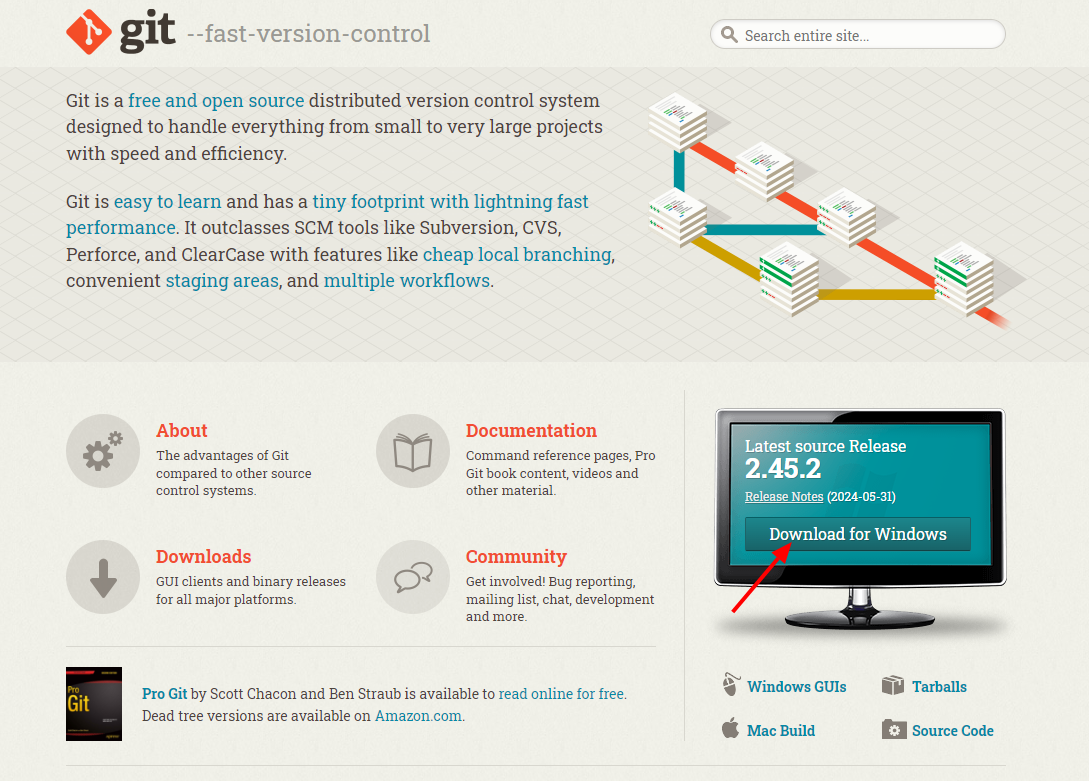 git --fast-version-control
Search entire site...
Git is a free and open source distributed version control system
designed to handle everything from small to very large projects
with speed and efficiency.
Git is easy to learn and has a tiny footprint with lightning fast
performance. It outclasses SCM tools like Subversion, CVS,
Perforce, and ClearCase with features like cheap local branching,
convenient staging areas, and multiple workflows.
About
The advantages of Git
compared to other source
control systems.
Documentation
Command reference pages, Pro
Git book content, videos and
other material.
Downloads
GUI clients and binary releases
for all major platforms.
Community
Get involved! Bug reporting,
mailing list, chat, development
and more.
Latest source Release
2.45.2
Release Notes (2024-05-31)
Download for Windows
Pro
Git
Pro Git by Scott Chacon and Ben Straub is available to read online for free.
Dead tree versions are available on Amazon.com.
Windows GUIs
Tarballs
Mac Build
Source Code